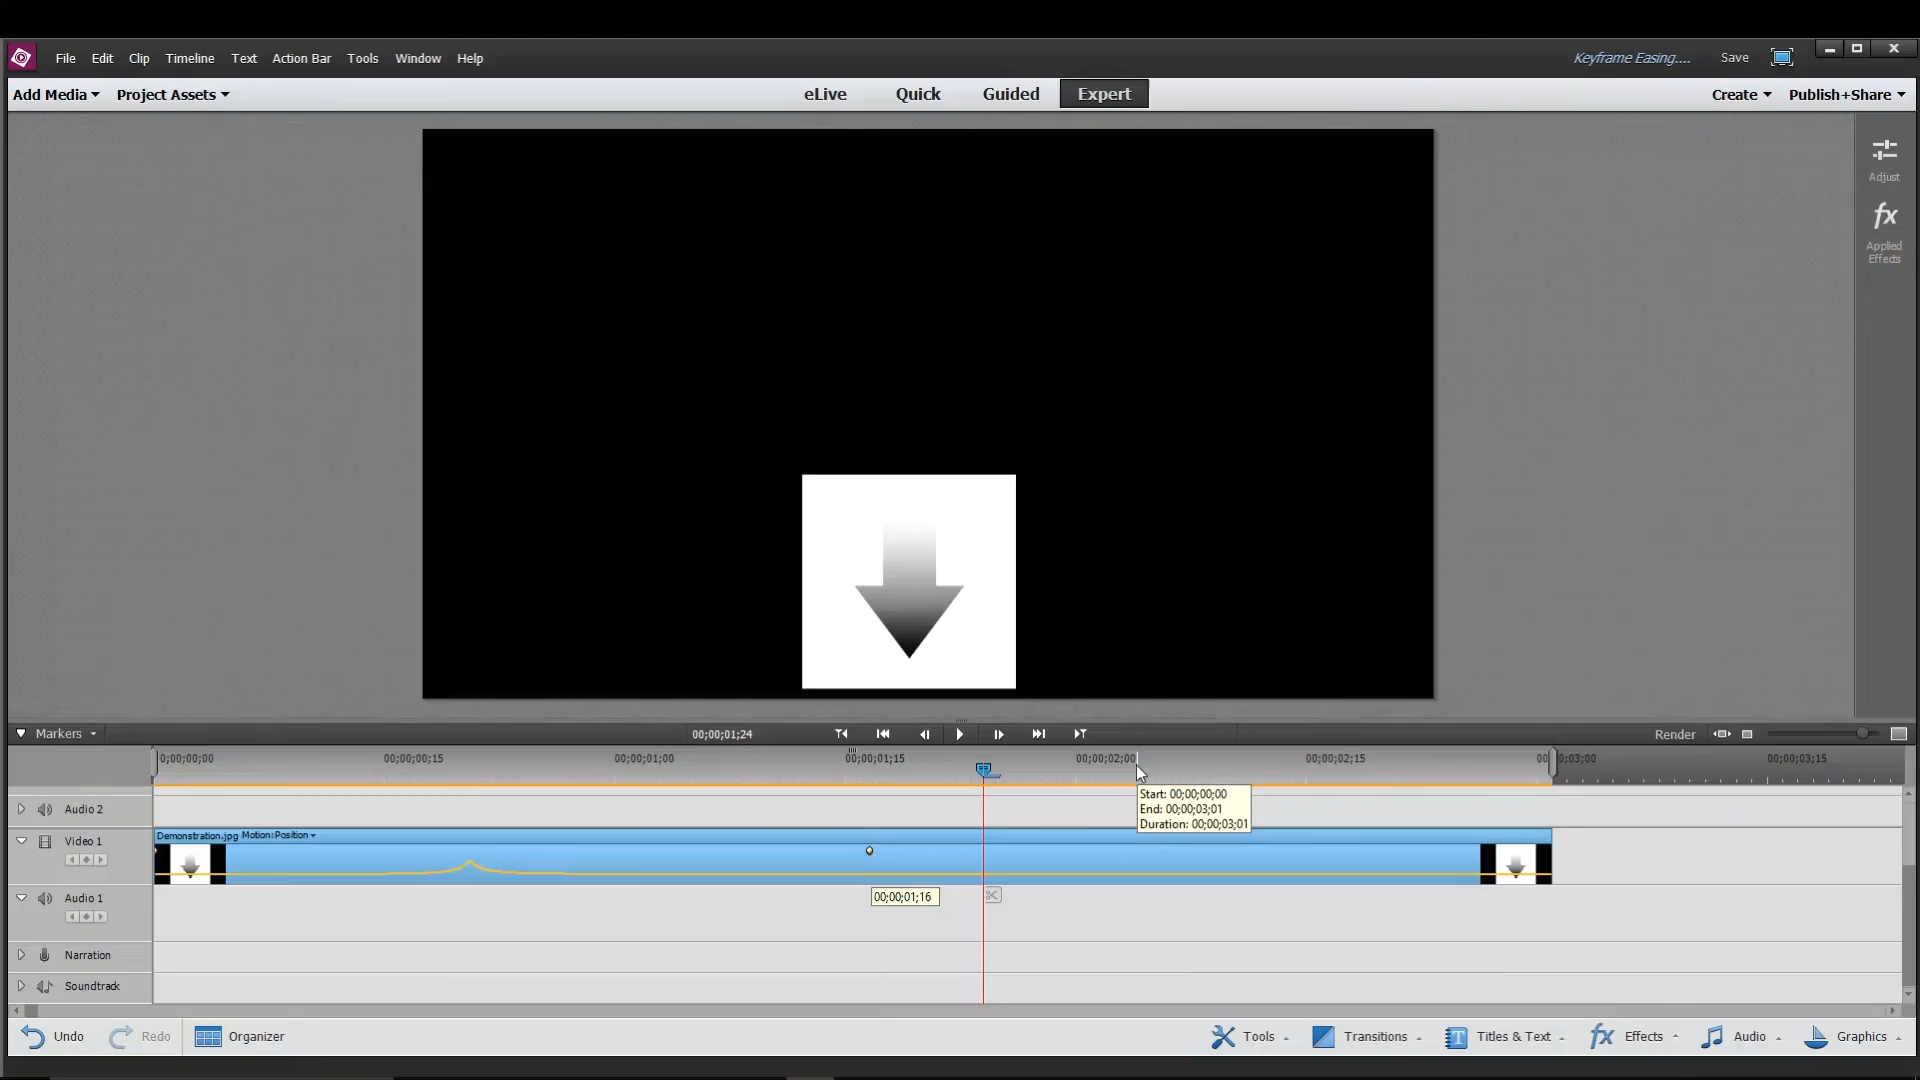 File Edit Clip Timeline Text Action Bar Tools Window Help
Keyframe Easing.... Save
Add Media Project Assets
eLive Quick Guided Expert
Create Publish+Share
Adjust
Applied
Effects
Markers
00;00;01;24
Render
0;00;00;00 00;00;00;15 00;00;01;00 00;00;01;15 00;00;02;00 00;00;02;15 00;00;03;00 00;00;03;15
Start: 00;00;00;00
End: 00;00;03;01
Duration: 00;00;03;01
Audio 2
Demonstration.jpg Motion:Position
Video 1
00;00;01;16
Audio 1
Narration
Soundtrack
Undo Redo Organizer
Tools Transitions Titles & Text Effects Audio Graphics